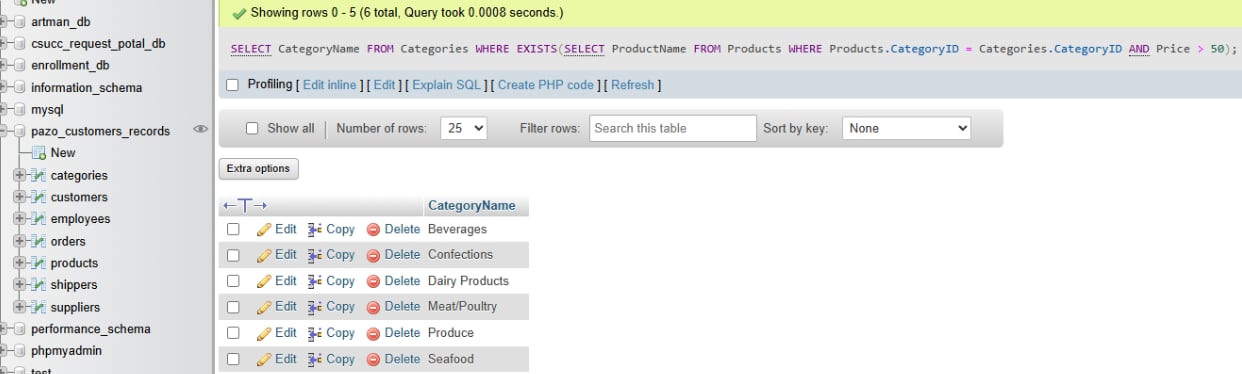 New
artman_db
csucc_request_potal_db
enrollment_db
information_schema
mysql
pazo_customers_records
New
categories
customers
employees
orders
products
shippers
suppliers
performance_schema
phpmyadmin
test
Showing rows 0 - 5 (6 total, Query took 0.0008 seconds.)
SELECT CategoryName FROM Categories WHERE EXISTS(SELECT ProductName FROM Products WHERE Products.CategoryID = Categories.CategoryID AND Price > 50);
Profiling [ Edit inline ] [ Edit ] [ Explain SQL ] [ Create PHP code ] [ Refresh ]
Show all Number of rows: 25 Filter rows: Search this table Sort by key: None
Extra options
←T→ CategoryName
Edit Copy Delete Beverages
Edit Copy Delete Confections
Edit Copy Delete Dairy Products
Edit Copy Delete Meat/Poultry
Edit Copy Delete Produce
Edit Copy Delete Seafood